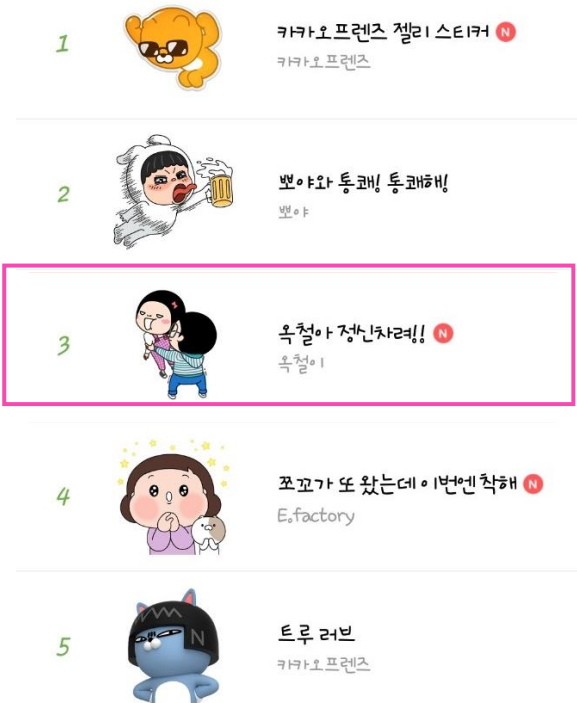 1
카카오프렌즈 젤리 스티커 N
카카오프렌즈
2
뽀야와 통쾌! 통쾌해!
뽀야
3
옥철아 정신차려!! N
옥철이
4
쪼꼬가 또 왔는데 이번엔 착해 N
E.factory
N
5
트루 러브
카카오프렌즈